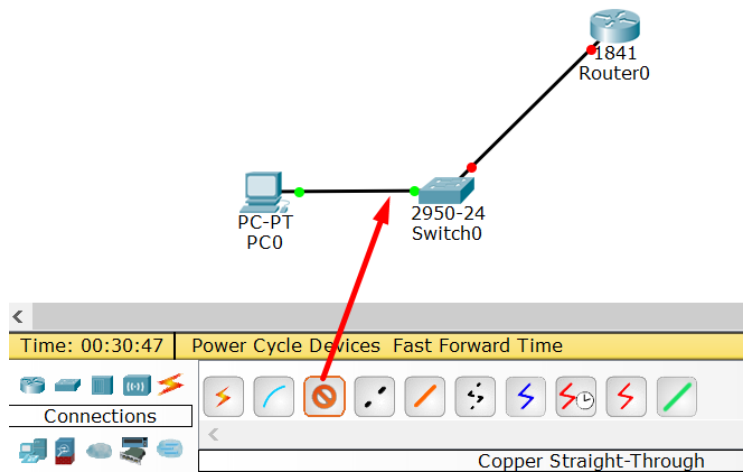 1841
Router0
PC-PT
PC0
2950-24
Switch0
Time: 00:30:47
Power Cycle Devices Fast Forward Time
Connections
Copper Straight-Through